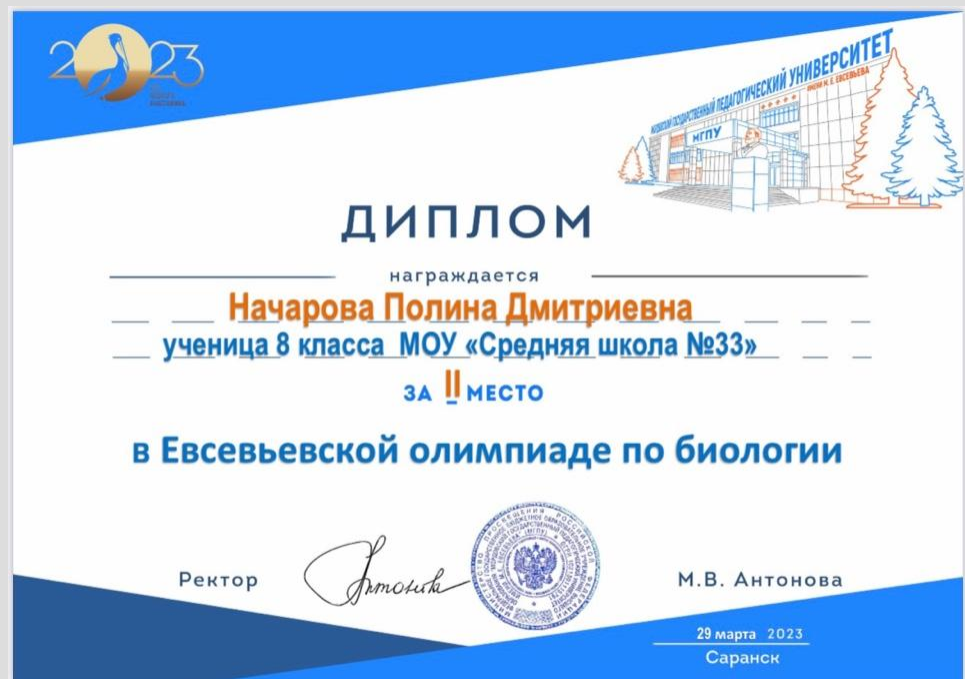 2023
МОРДОВСКИЙ ГОСУДАРСТВЕННЫЙ ПЕДАГОГИЧЕСКИЙ УНИВЕРСИТЕТ
ИМЕНИ М. Е. ЕВСЕВЬЕВА
МГПУ
ДИПЛОМ
награждается
Начарова Полина Дмитриевна
ученица 8 класса МОУ «Средняя школа №33»
ЗА II МЕСТО
в Евсевьевской олимпиаде по биологии
Ректор
М.В. Антонова
29 марта 2023
Саранск